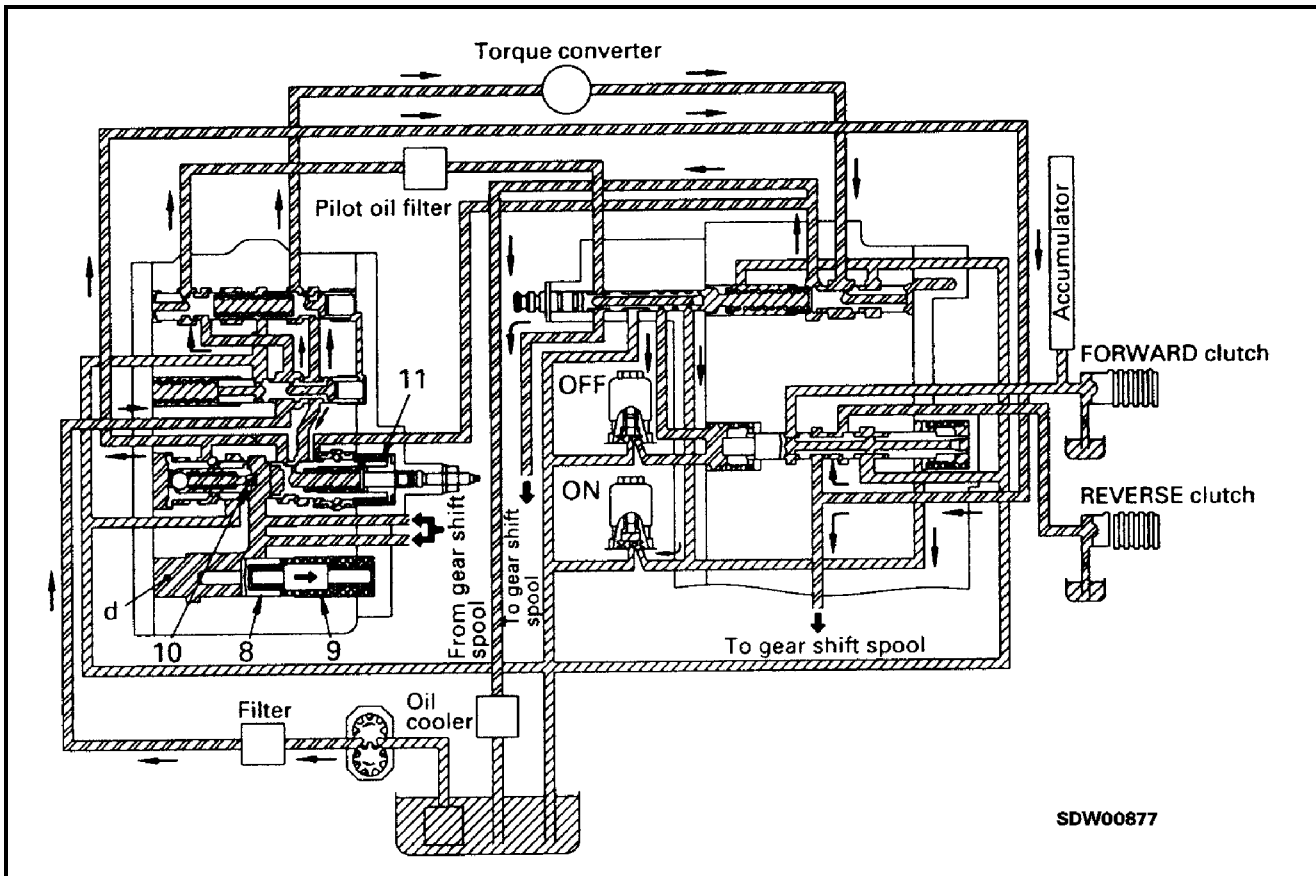 Torque converter
Pilot oil filter
Accumulator
FORWARD clutch
OFF
11
REVERSE clutch
ON
d
10
8
9
From gear shift
spool
To gear shift
spool
To gear shift spool
Filter
Oil
cooler
SDW00877